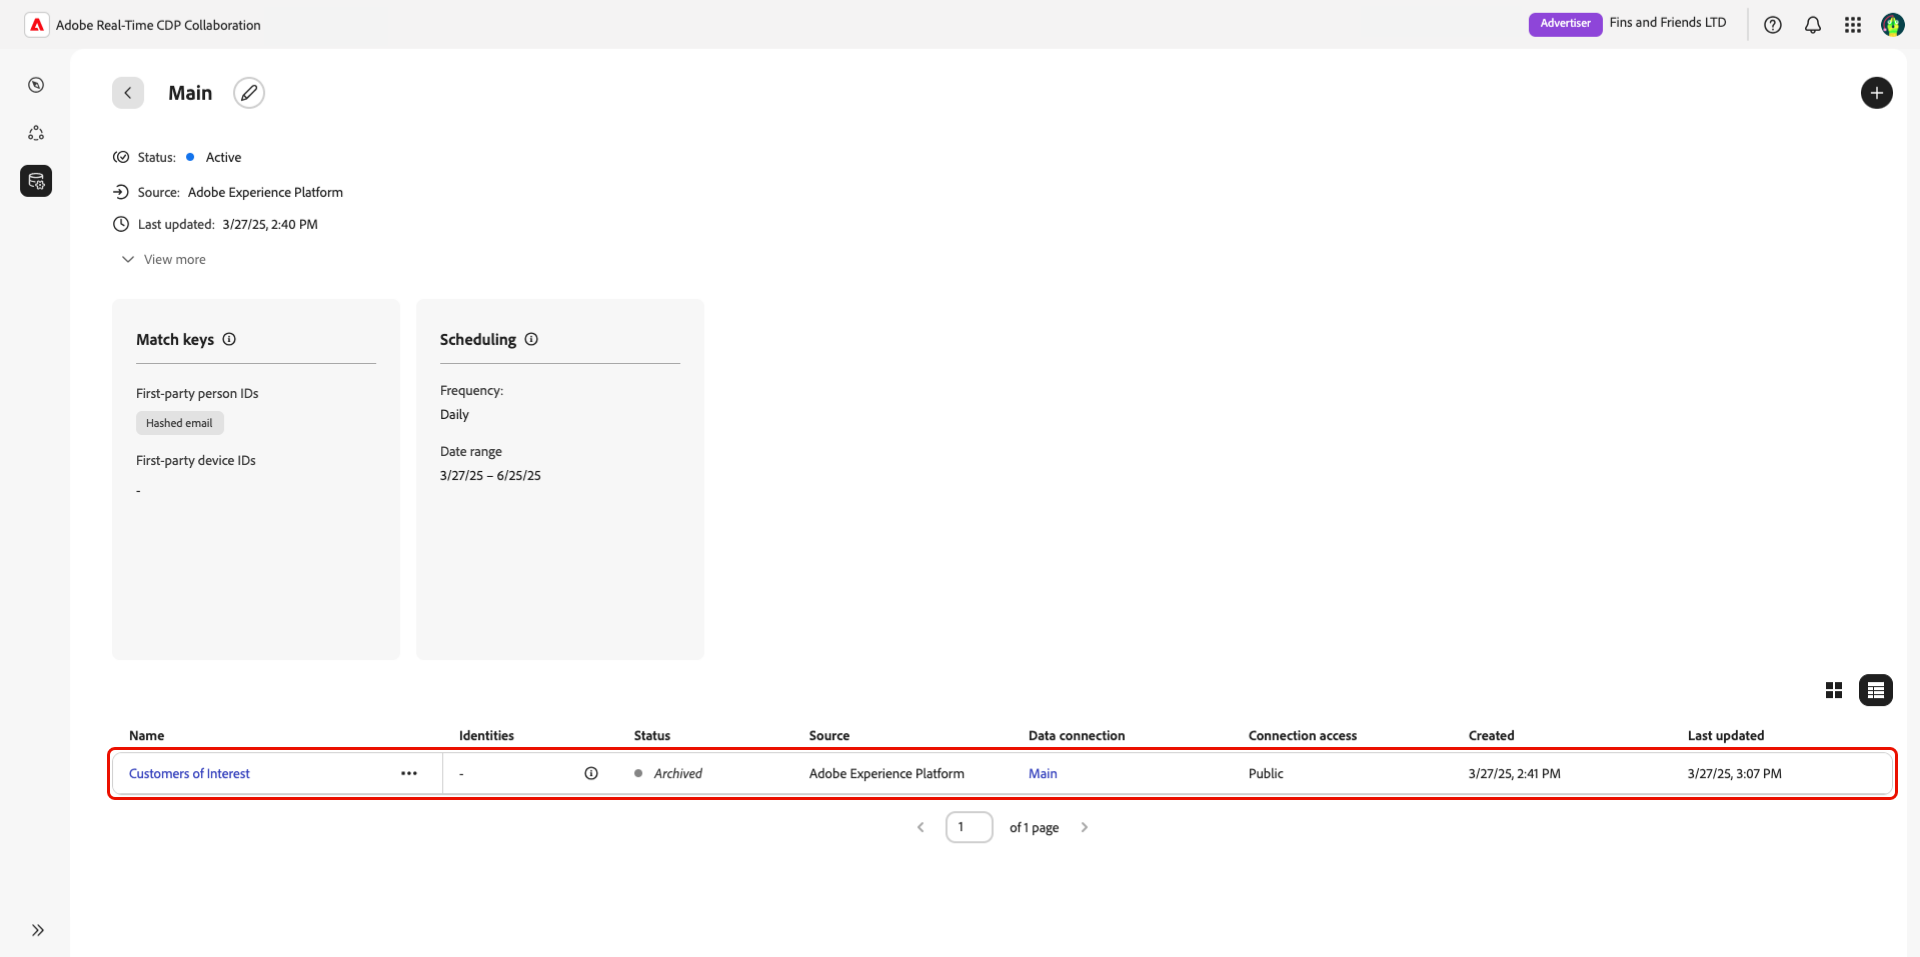 Adobe Real-Time CDP Collaboration
Advertiser
Fins and Friends LTD
Main
Status: Active
Source: Adobe Experience Platform
Last updated: 3/27/25, 2:40 PM
View more
Match keys
First-party person IDs
Hashed email
First-party device IDs
-
Scheduling
Frequency:
Daily
Date range
3/27/25 – 6/25/25
Name Identities Status Source Data connection Connection access Created Last updated
Customers of Interest ••• - Archived Adobe Experience Platform Main Public 3/27/25, 2:41 PM 3/27/25, 3:07 PM
1 of 1 page